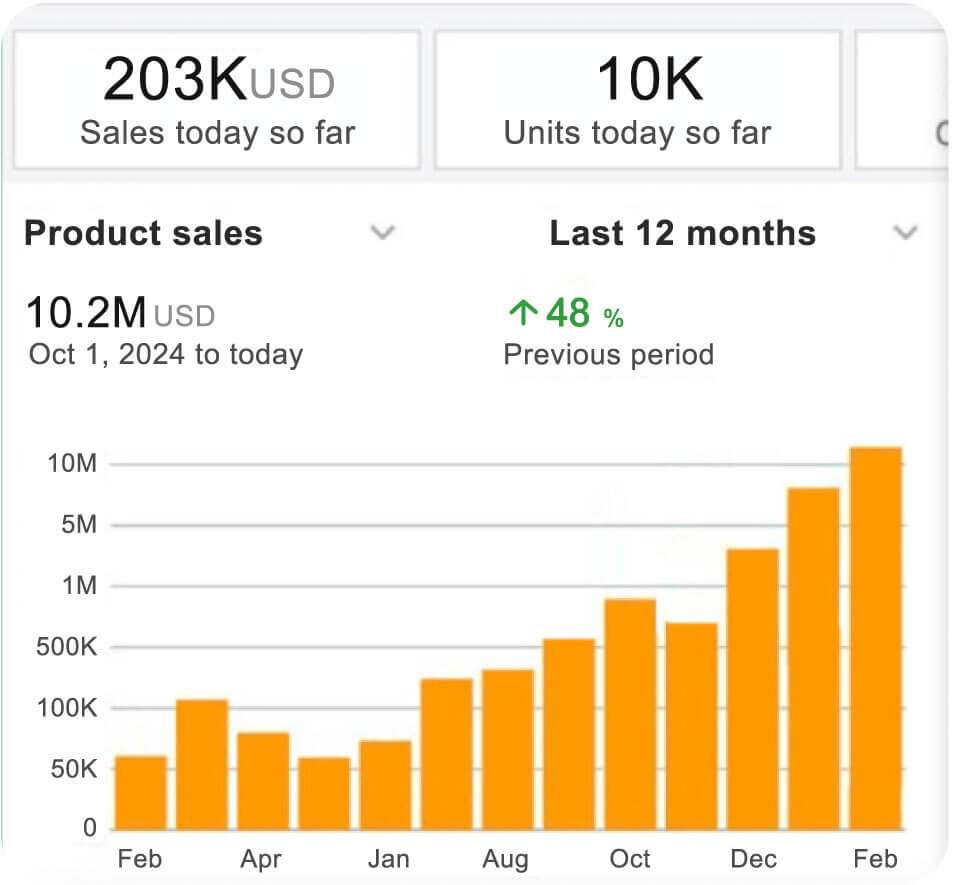 203K USD
Sales today so far
10K
Units today so far
Product sales
Last 12 months
10.2M USD
Oct 1, 2024 to today
↑ 48 %
Previous period
10M
5M
1M
500K
100K
50K
0
Feb Apr Jan Aug Oct Dec Feb